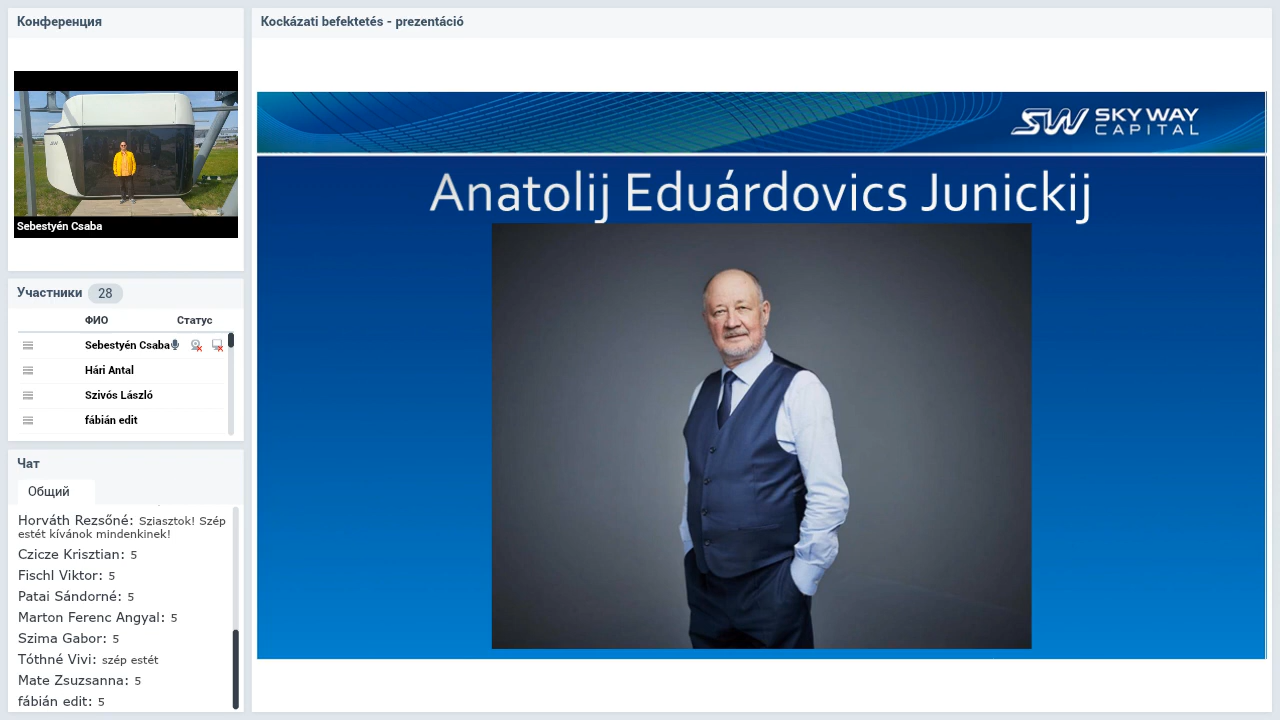 Конференция
Sebestyén Csaba
Участники 28
ФИО Статус
Sebestyén Csaba
Hári Antal
Szivós László
fábián edit
Чат
Общий
Horváth Rezsőné: Sziasztok! Szép
estét kívánok mindenkinek!
Czicze Krisztian: 5
Fischl Viktor: 5
Patai Sándorné: 5
Marton Ferenc Angyal: 5
Szima Gabor: 5
Tóthné Vivi: szép estét
Mate Zsuzsanna: 5
fábián edit: 5
Kockázati befektetés - prezentáció
SW SKY WAY
CAPITAL
Anatolij Eduárdovics Junickij